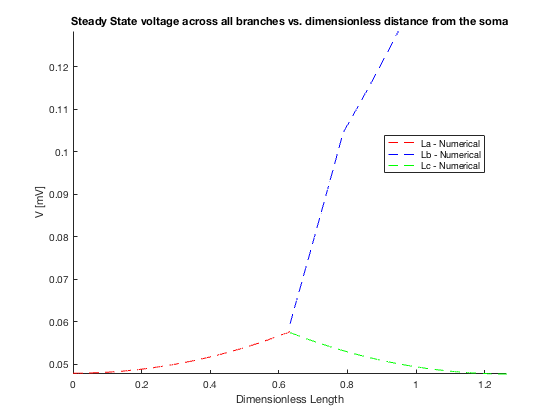 Steady State voltage across all branches vs. dimensionless distance from the soma
0.12
0.11
0.1
0.09
0.08
0.07
0.06
0.05
V [mV]
La - Numerical
Lb - Numerical
Lc - Numerical
0 0.2 0.4 0.6 0.8 1 1.2
Dimensionless Length